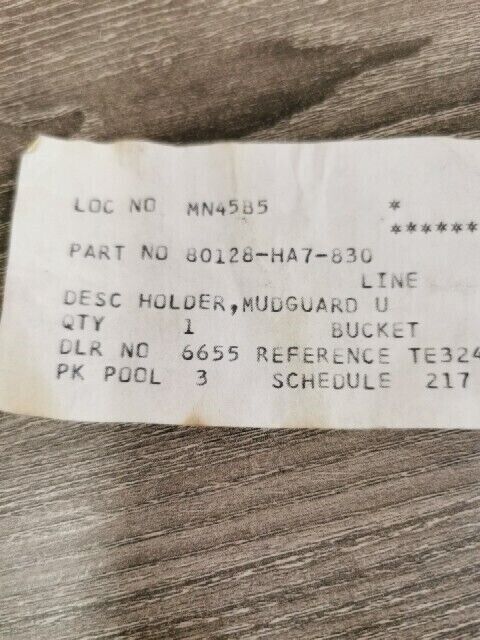 LOC NO MN45B5 *
******
PART NO 80128-HA7-830
LINE
DESC HOLDER,MUDGUARD U
QTY 1 BUCKET
DLR NO 6655 REFERENCE TE324
PK POOL 3 SCHEDULE 217